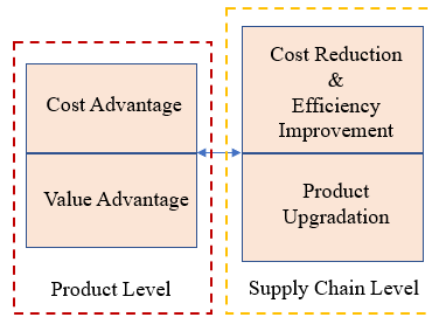 Cost Advantage
Value Advantage
Product Level
Cost Reduction
&
Efficiency
Improvement
Product
Upgradation
Supply Chain Level